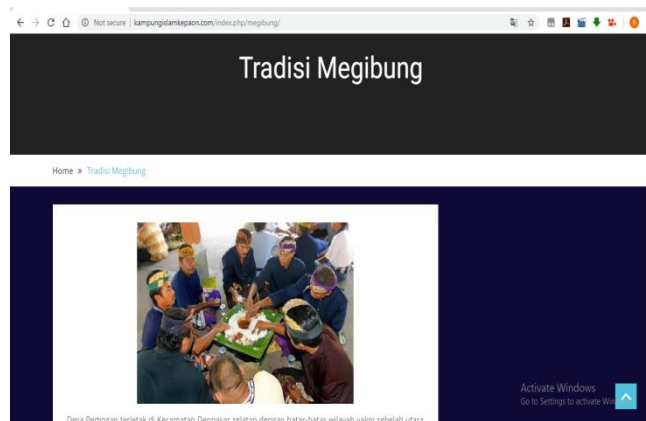 Not secure | kampungislamkepaon.com/index.php/megibung/
Tradisi Megibung
Home » Tradisi Megibung
Desa Pemogan terletak di Kecamatan Denpasar selatan dengan batas-batas wilayah yakni sebelah utara
Activate Windows
Go to Settings to activate Win